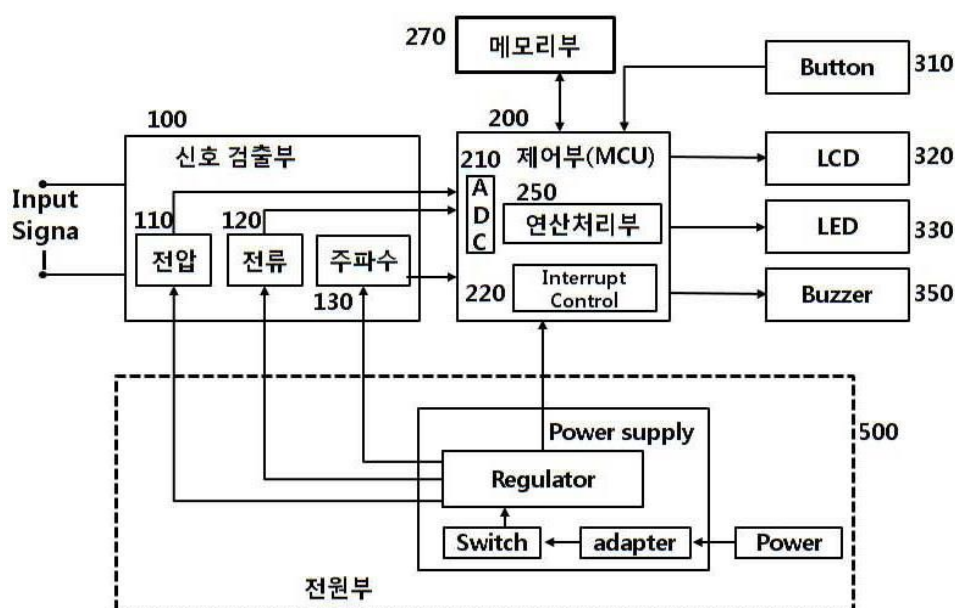 270
메모리부
Button
310
100
200
신호 검출부
210
제어부(MCU)
LCD
320
Input
Signa
110
120
A
D
C
250
연산처리부
LED
330
전압
전류
주파수
130
220
Interrupt
Control
Buzzer
350
Power supply
500
Regulator
Switch
adapter
Power
전원부